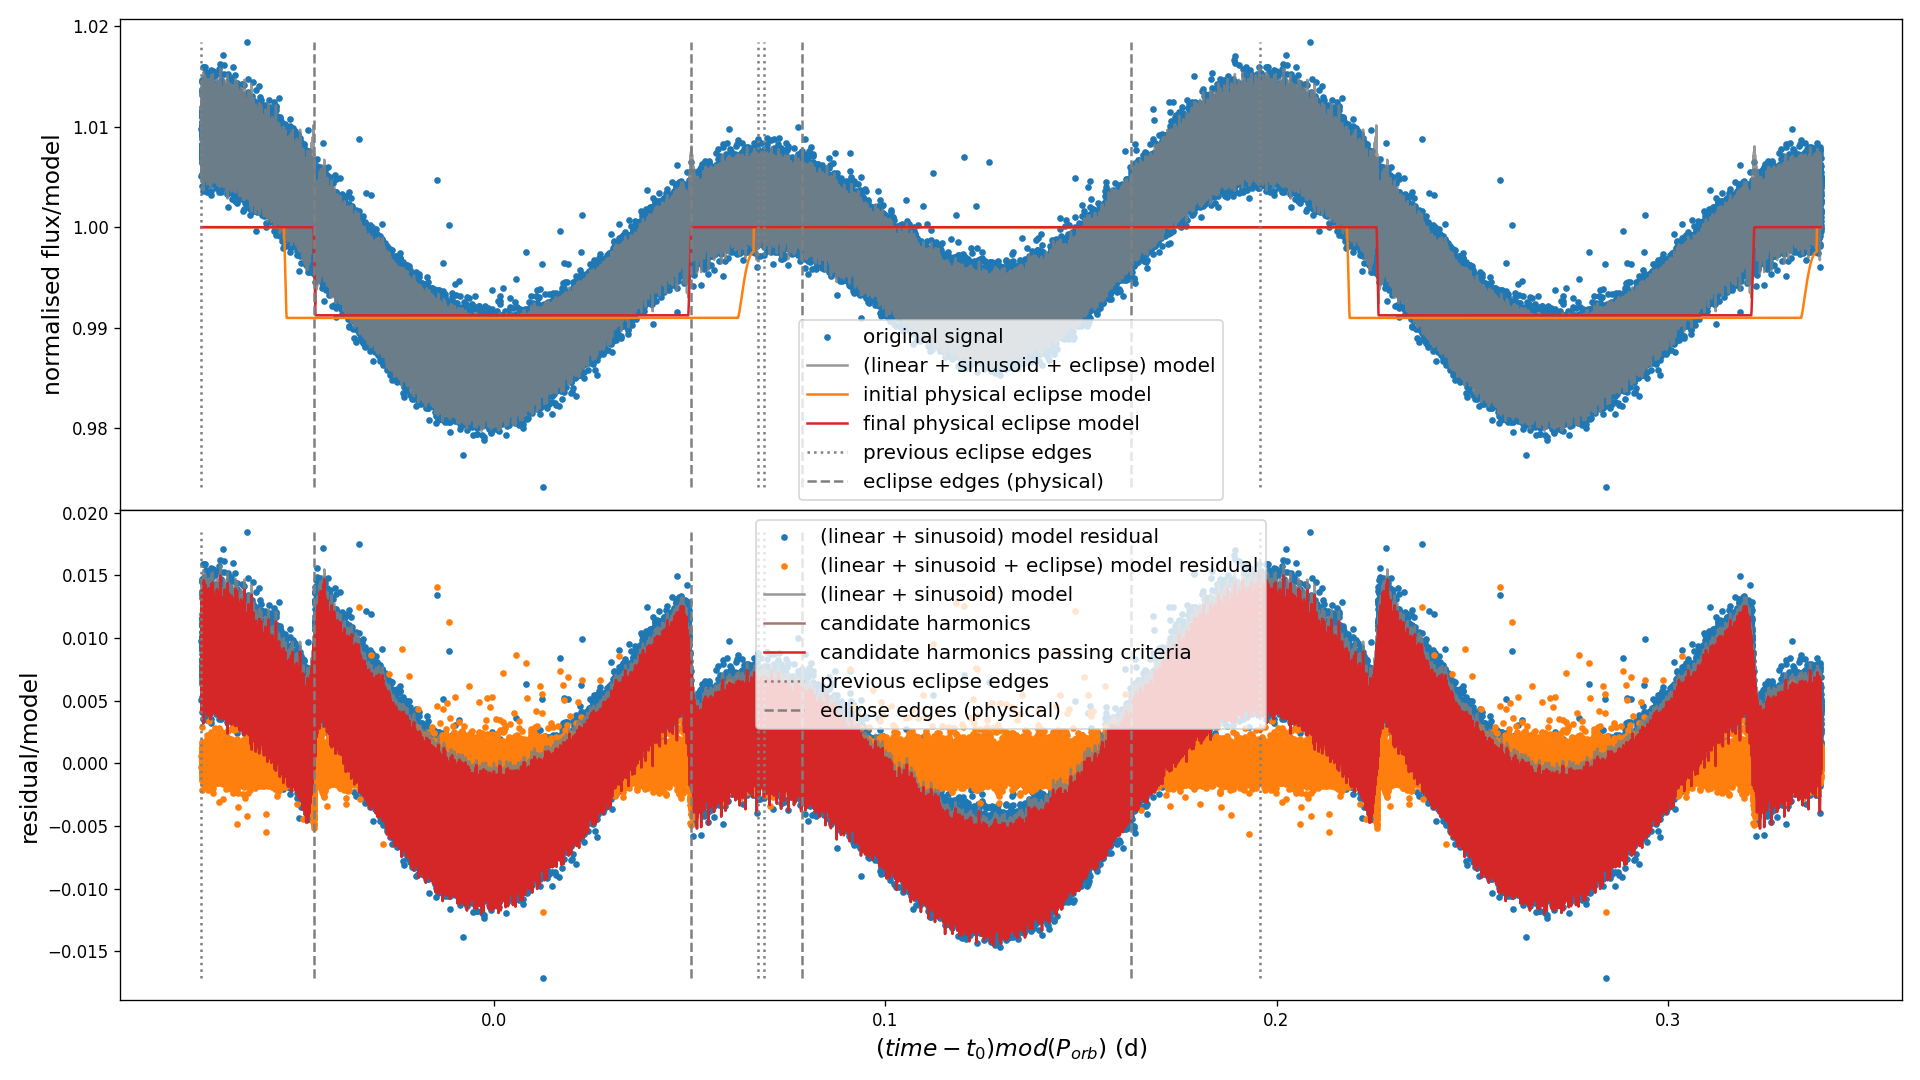 normalised flux/model
1.02
1.01
1.00
0.99
0.98
original signal
(linear + sinusoid + eclipse) model
initial physical eclipse model
final physical eclipse model
previous eclipse edges
eclipse edges (physical)
residual/model
0.020
0.015
0.010
0.005
0.000
−0.005
−0.010
−0.015
(linear + sinusoid) model residual
(linear + sinusoid + eclipse) model residual
(linear + sinusoid) model
candidate harmonics
candidate harmonics passing criteria
previous eclipse edges
eclipse edges (physical)
0.0 0.1 0.2 0.3
(time − t₀)mod(Pₒᵣb) (d)